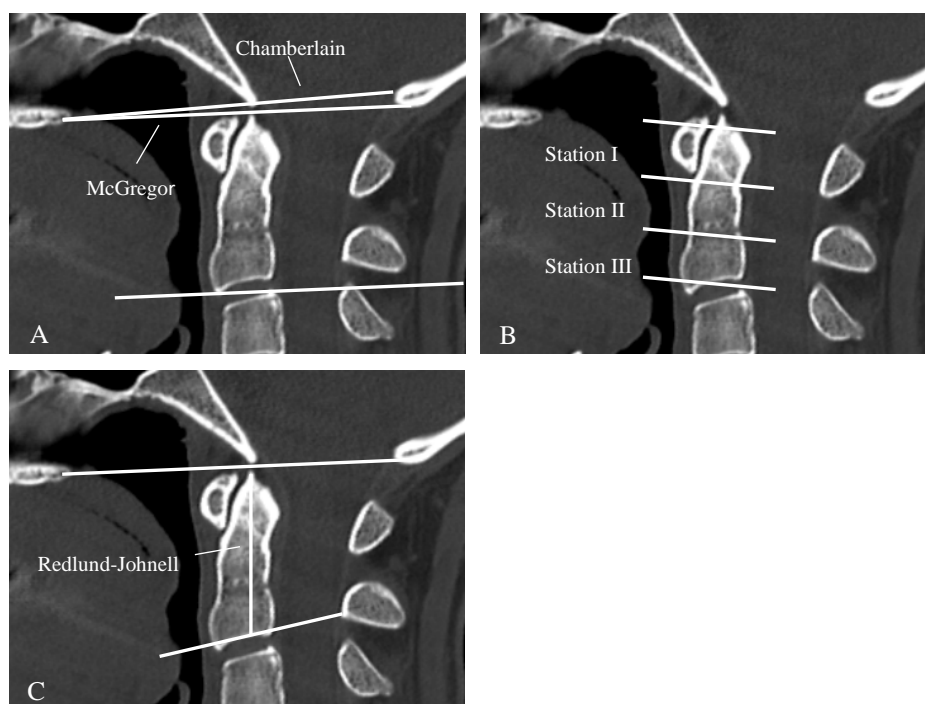 Chamberlain
McGregor
A
Station I
Station II
Station III
B
Redlund-Johnell
C